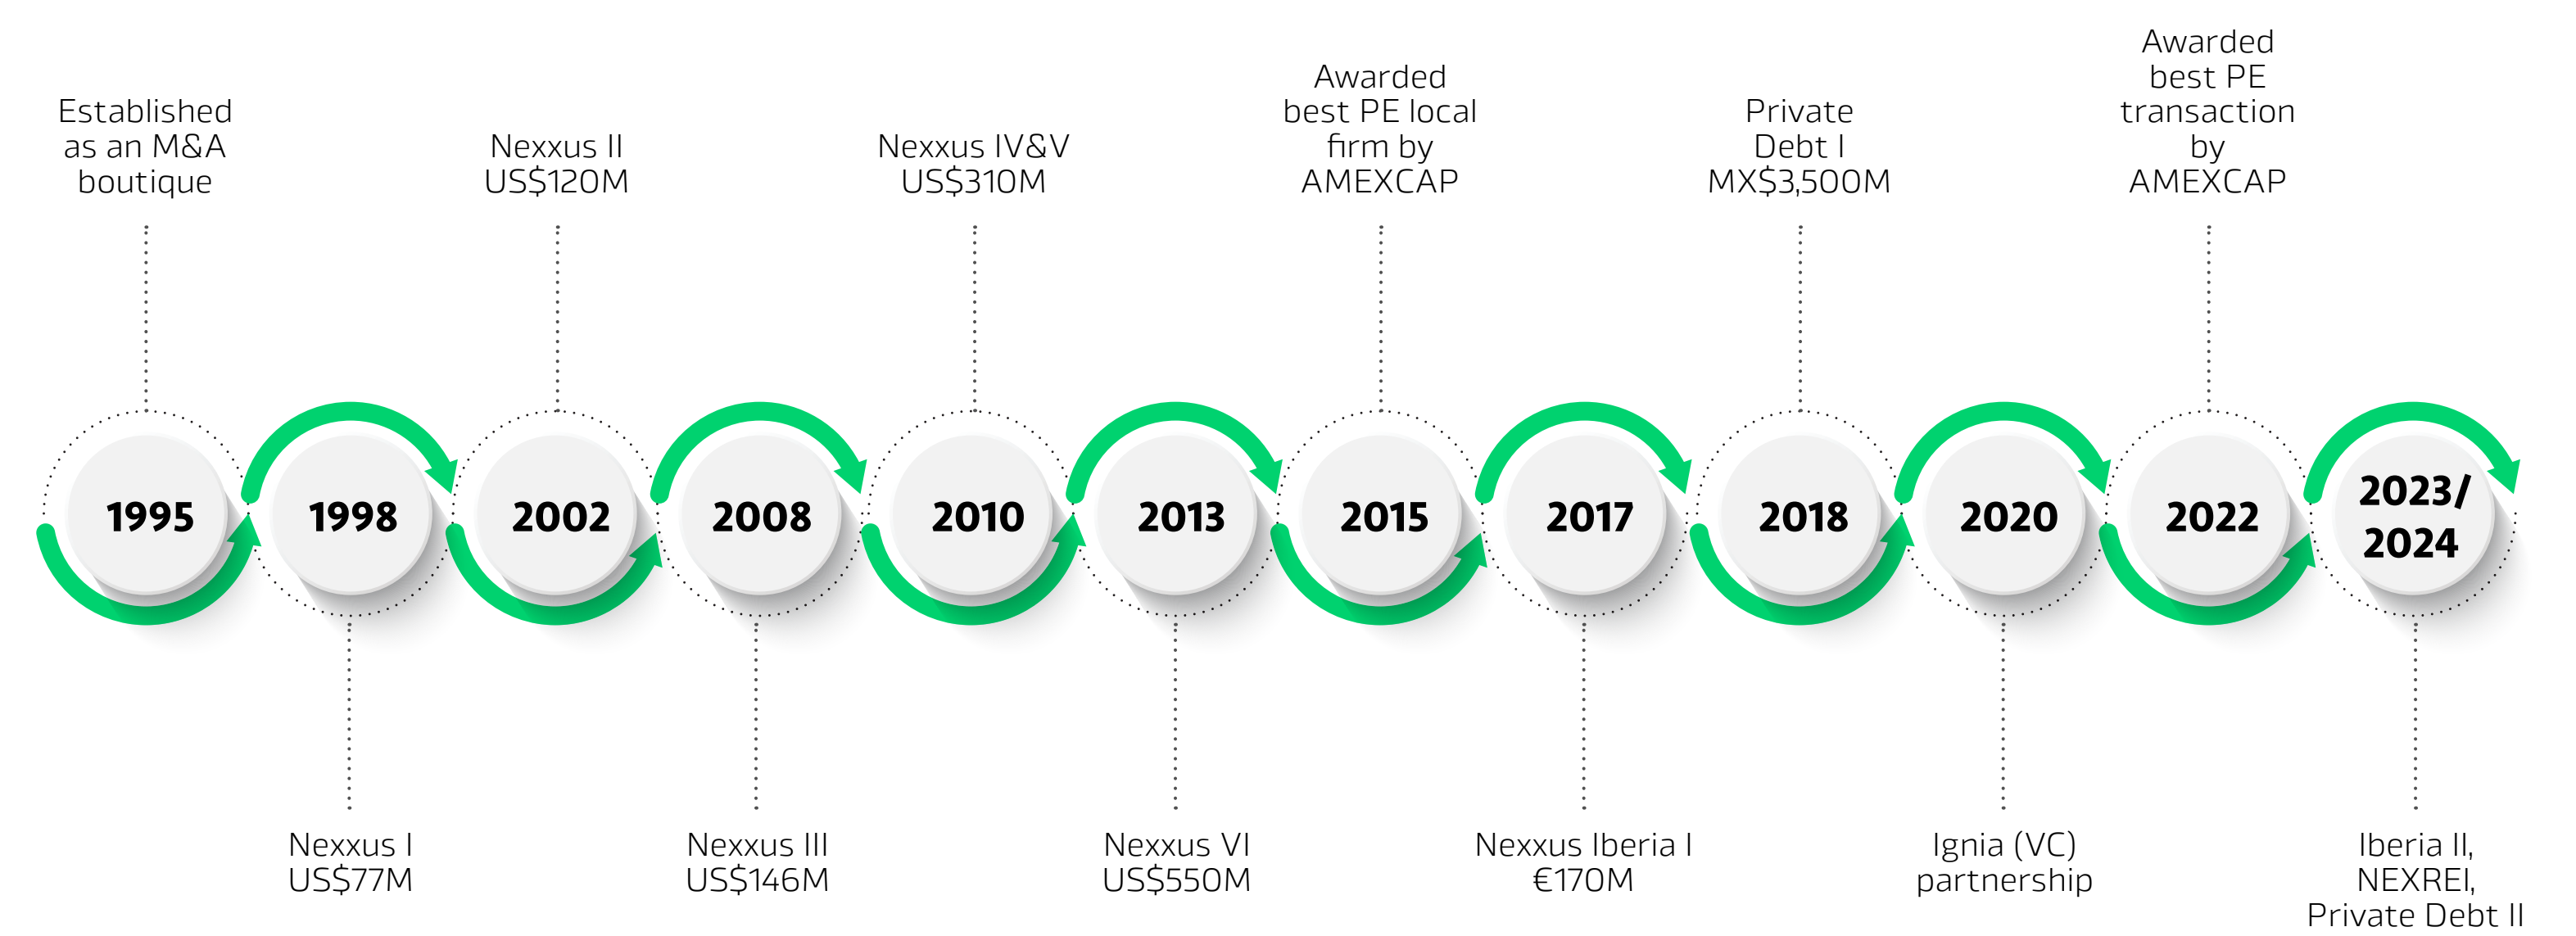 Established
as an M&A
boutique
1995
1998
Nexxus I
US$77M
Nexxus II
US$120M
2002
2008
Nexxus III
US$146M
Nexxus IV&V
US$310M
2010
2013
Nexxus VI
US$550M
Awarded
best PE local
firm by
AMEXCAP
2015
2017
Nexxus Iberia I
€170M
Private
Debt I
MX$3,500M
2018
2020
Ignia (VC)
partnership
Awarded
best PE
transaction
by
AMEXCAP
2022
2023/
2024
Iberia II,
NEXREI,
Private Debt II